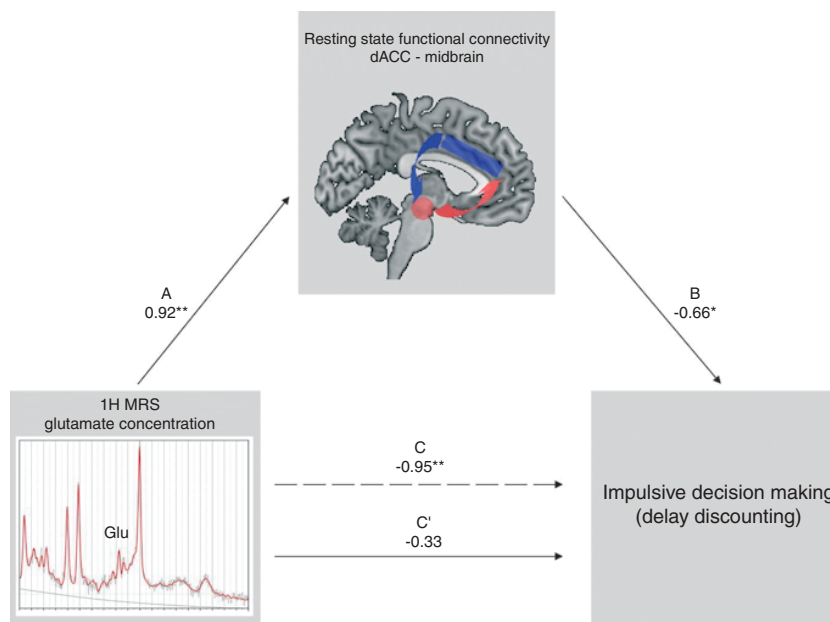 Resting state functional connectivity
dACC - midbrain
A
0.92**
B
-0.66*
1H MRS
glutamate concentration
Glu
C
-0.95**
C'
-0.33
Impulsive decision making
(delay discounting)